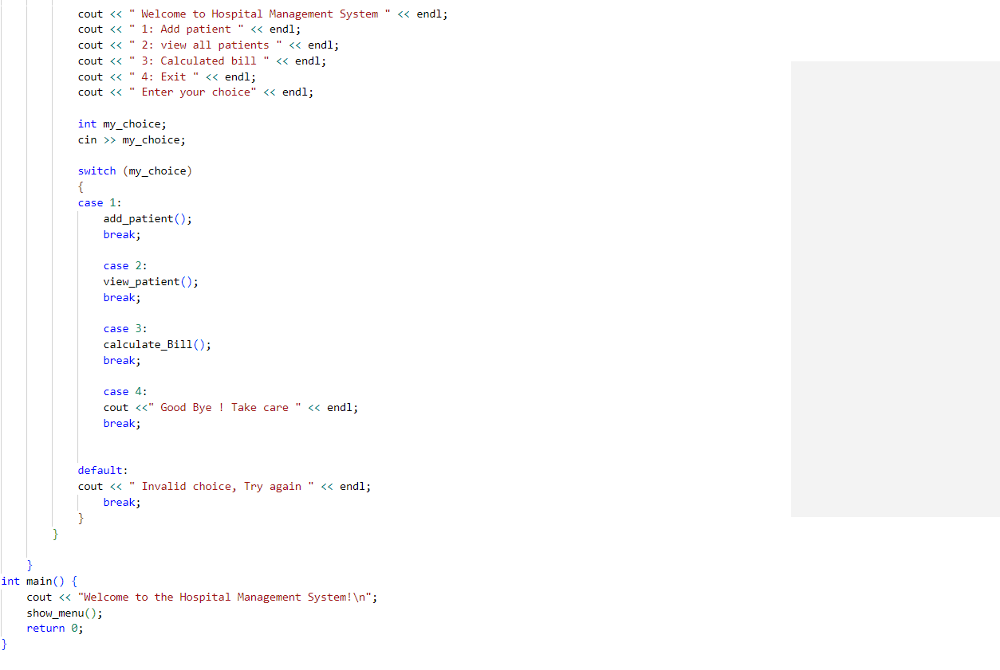 cout << " Welcome to Hospital Management System " << endl;
cout << " 1: Add patient " << endl;
cout << " 2: view all patients " << endl;
cout << " 3: Calculated bill " << endl;
cout << " 4: Exit " << endl;
cout << " Enter your choice" << endl;
int my_choice;
cin >> my_choice;
switch (my_choice)
{
case 1:
add_patient();
break;
case 2:
view_patient();
break;
case 3:
calculate_Bill();
break;
case 4:
cout <<" Good Bye ! Take care " << endl;
break;
default:
cout << " Invalid choice, Try again " << endl;
break;
}
}
}
int main() {
cout << "Welcome to the Hospital Management System!\n";
show_menu();
return 0;
}